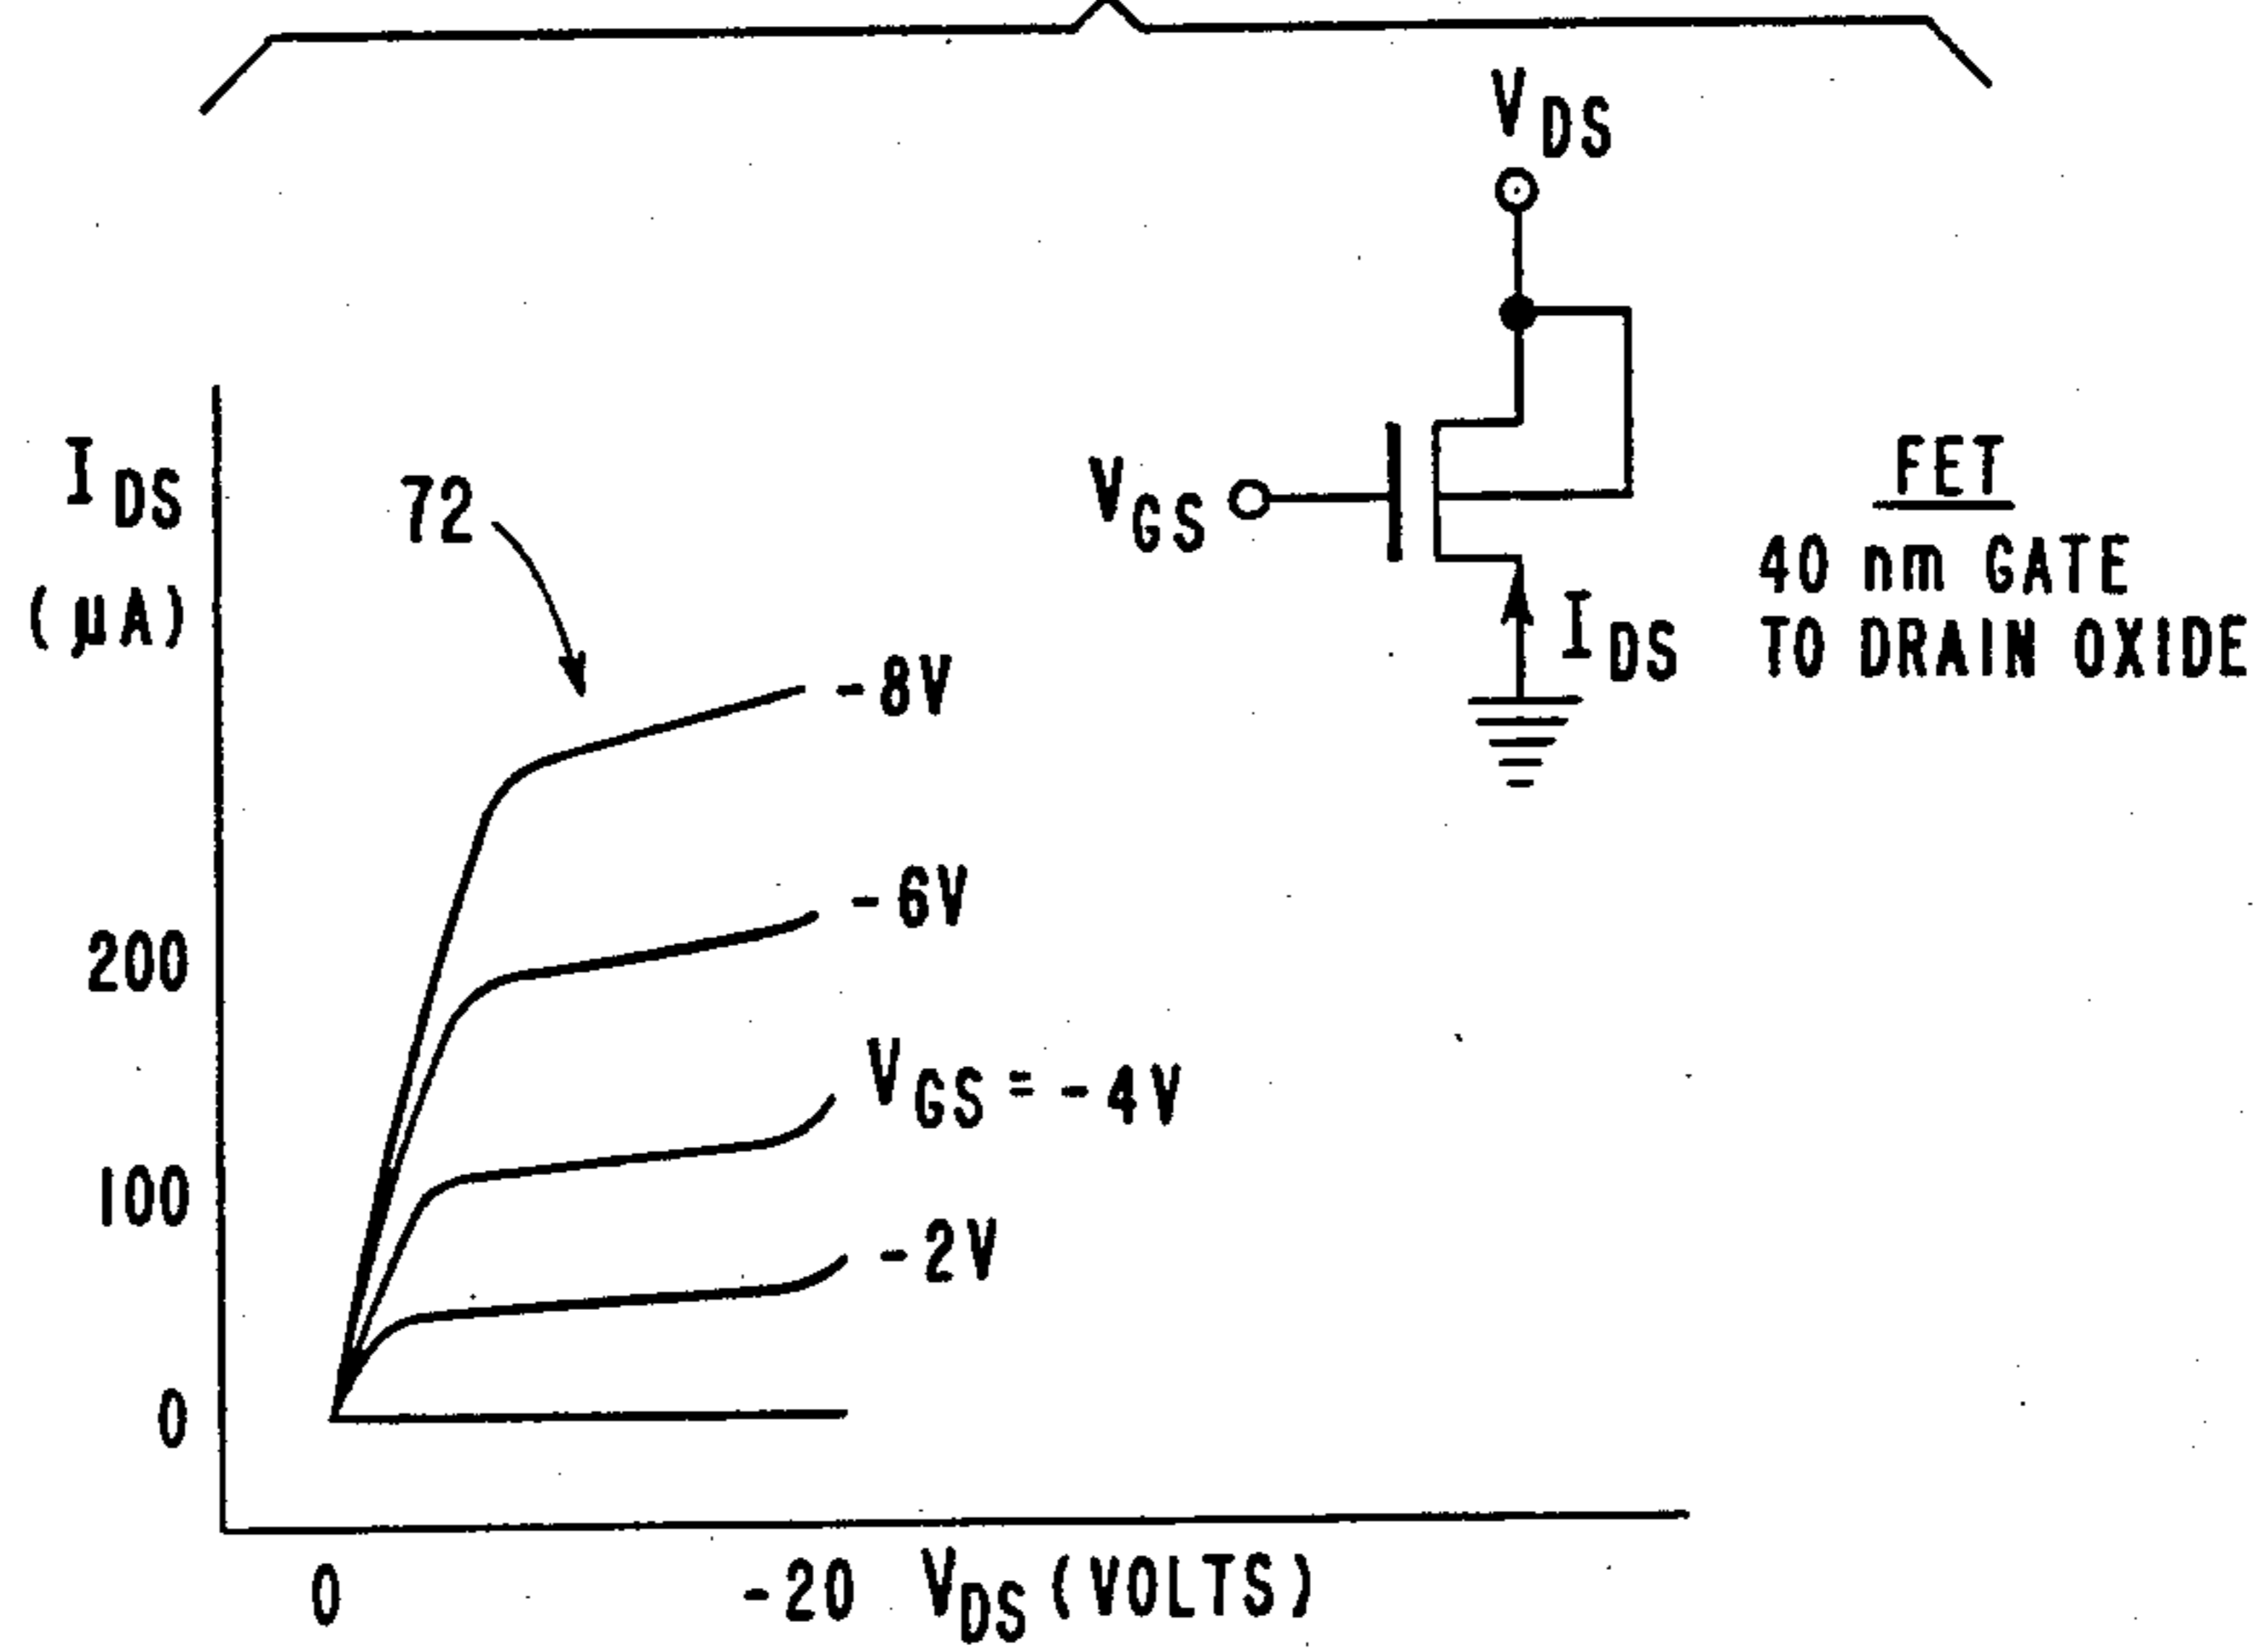 V_DS
V_GS
I_DS
FET
40 nm GATE
TO DRAIN OXIDE
I_DS
(μA)
72
-8V
-6V
V_GS = -4V
-2V
200
100
0
0
-20
V_DS (VOLTS)